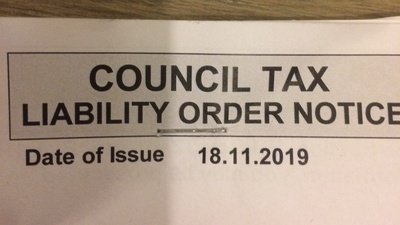 COUNCIL TAX
LIABILITY ORDER NOTICE
Date of Issue 18.11.2019